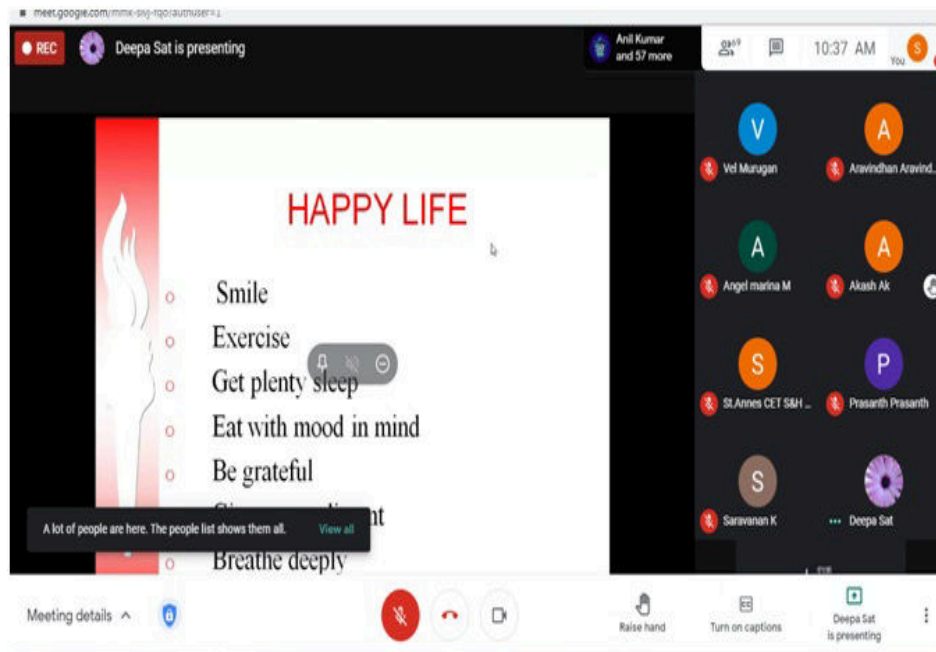 meet.google.com/mmk-sivj-rqo?authuser=1
REC
Deepa Sat is presenting
Anil Kumar
and 57 more
69
10:37 AM
You
S
V
Vel Murugan
A
Aravindhan Aravind...
HAPPY LIFE
A
Angel marina M
A
Akash Ak
Smile
Exercise
Get plenty sleep
Eat with mood in mind
Be grateful
Breathe deeply
S
St.Annes CET S&H ...
P
Prasanth Prasanth
S
Saravanan K
Deepa Sat
A lot of people are here. The people list shows them all.
View all
Meeting details
Raise hand
CC
Turn on captions
Deepa Sat
is presenting